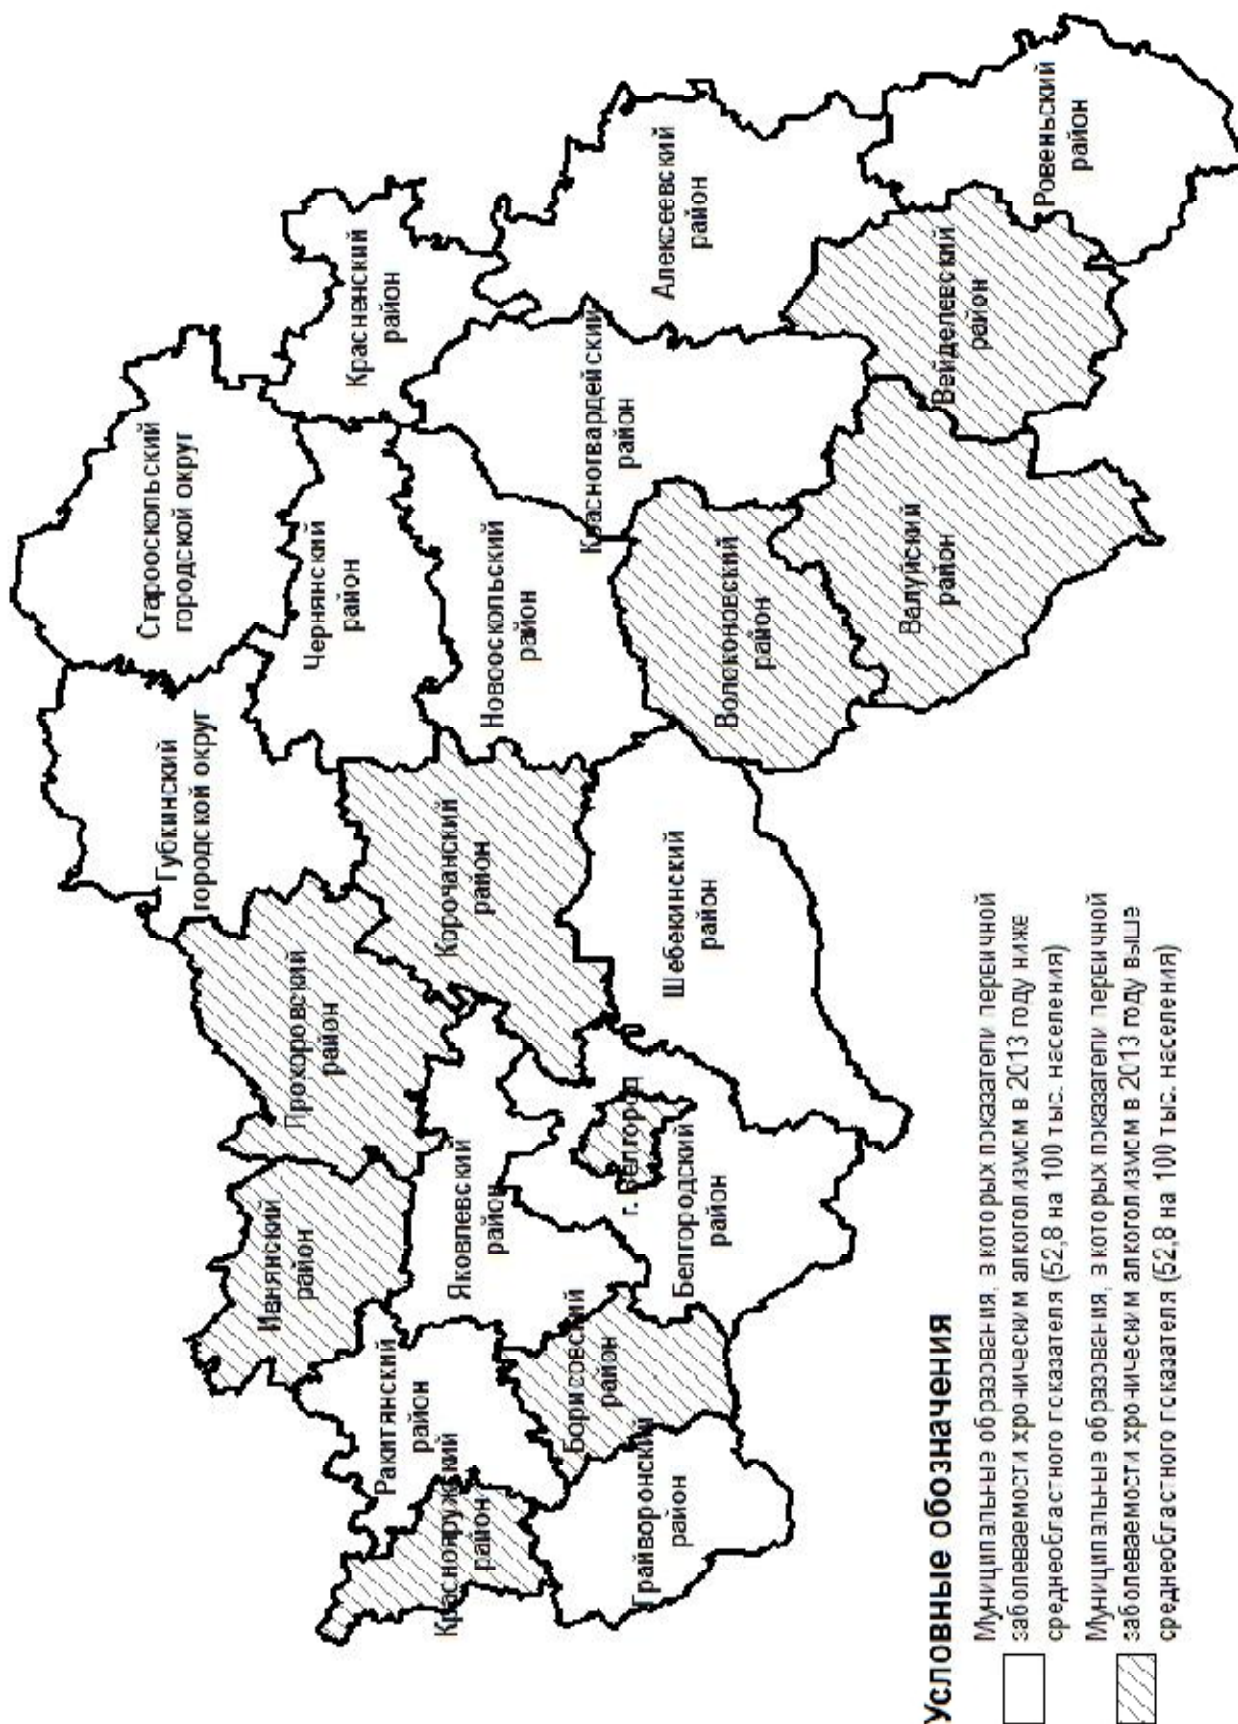 Старооскольский
городской округ
Губкинский
городской округ
Чернянский
район
Красненский
район
Прохоровский
район
Ивнянский
район
Корочанский
район
Новооскольский
район
Красногвардейский
район
Алексеевский
район
Ракитянский
район
Яковлевский
район
Краснояружский
район
Борисовский
район
г. Белгород
Белгородский
район
Грайворонский
район
Шебекинский
район
Волоконовский
район
Валуйский
район
Вейделевский
район
Ровеньский
район
Условные обозначения
Муниципальные образования, в которых показатели первичной
заболеваемости хроническим алкоголизмом в 2013 году ниже
среднеобластного показателя (52,8 на 100 тыс. населения)
Муниципальные образования, в которых показатели первичной
заболеваемости хроническим алкоголизмом в 2013 году выше
среднеобластного показателя (52,8 на 100 тыс. населения)